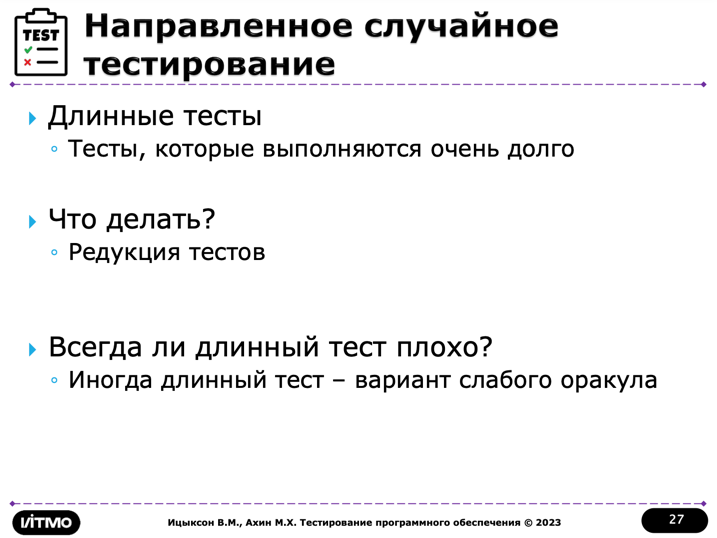 TEST
Направленное случайное
тестирование
Длинные тесты
Тесты, которые выполняются очень долго
Что делать?
Редукция тестов
Всегда ли длинный тест плохо?
Иногда длинный тест – вариант слабого оракула
ИТМО
Ицыксон В.М., Ахин М.Х. Тестирование программного обеспечения © 2023
27